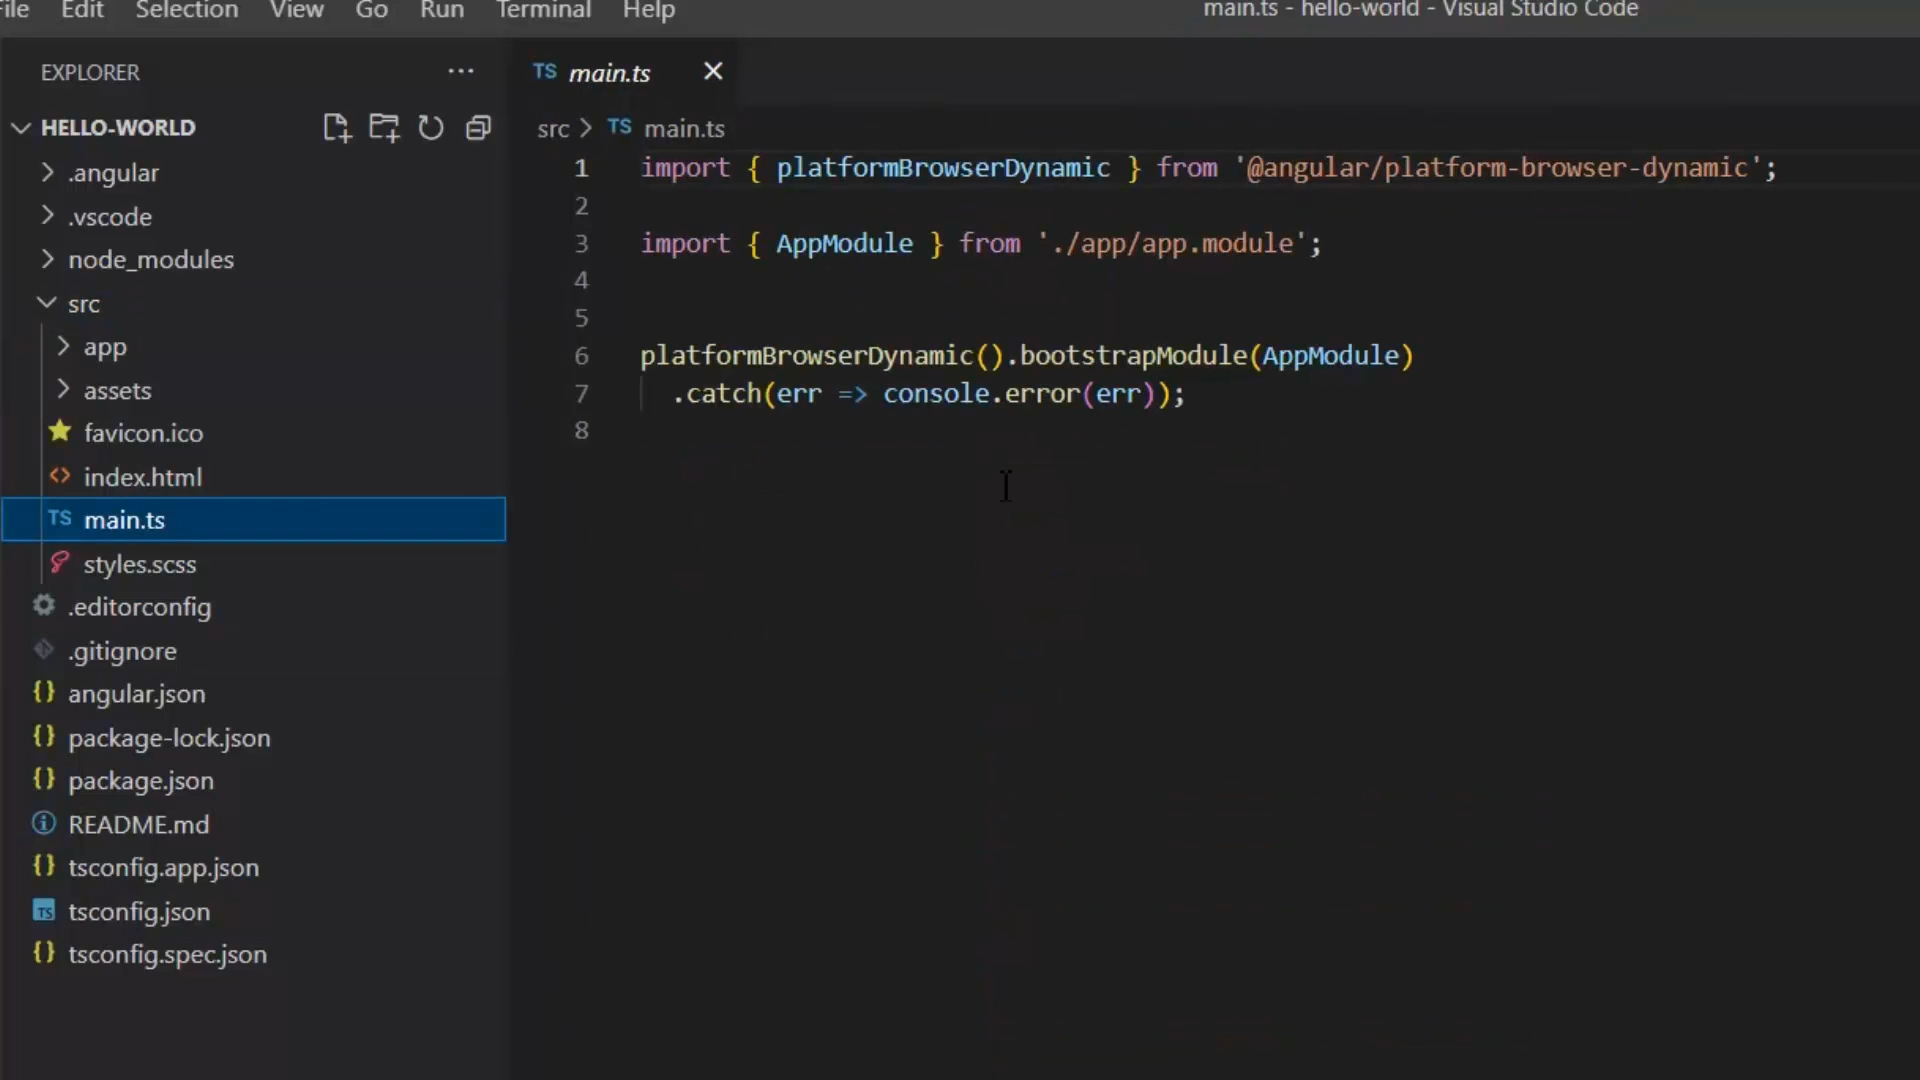 File Edit Selection View Go Run Terminal Help
main.ts - hello-world - Visual Studio Code
EXPLORER ···
HELLO-WORLD
.angular
.vscode
node_modules
src
app
assets
favicon.ico
<> index.html
TS main.ts
styles.scss
.editorconfig
.gitignore
{} angular.json
{} package-lock.json
{} package.json
README.md
{} tsconfig.app.json
TS tsconfig.json
{} tsconfig.spec.json
TS main.ts
src > TS main.ts
1 import { platformBrowserDynamic } from '@angular/platform-browser-dynamic';
2
3 import { AppModule } from './app/app.module';
4
5
6 platformBrowserDynamic().bootstrapModule(AppModule)
7 .catch(err => console.error(err));
8